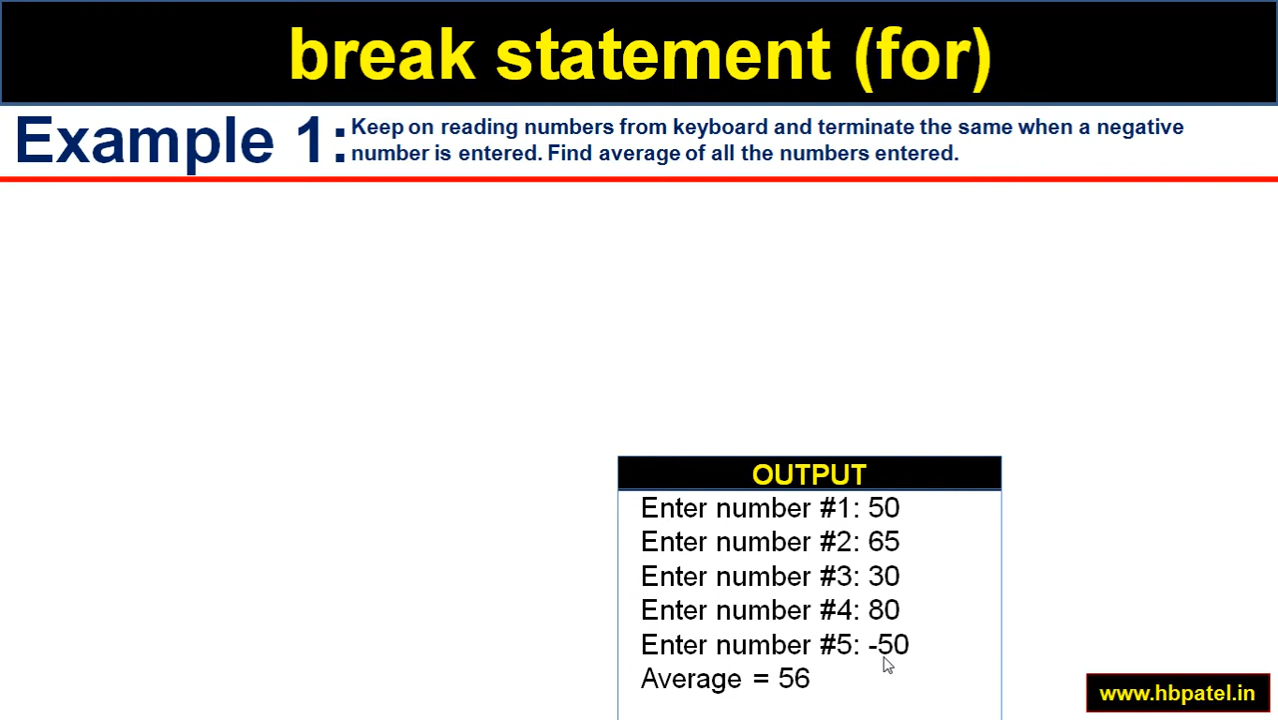 break statement (for)
Example 1:
Keep on reading numbers from keyboard and terminate the same when a negative
number is entered. Find average of all the numbers entered.
OUTPUT
Enter number #1: 50
Enter number #2: 65
Enter number #3: 30
Enter number #4: 80
Enter number #5: -50
Average = 56
www.hbpatel.in